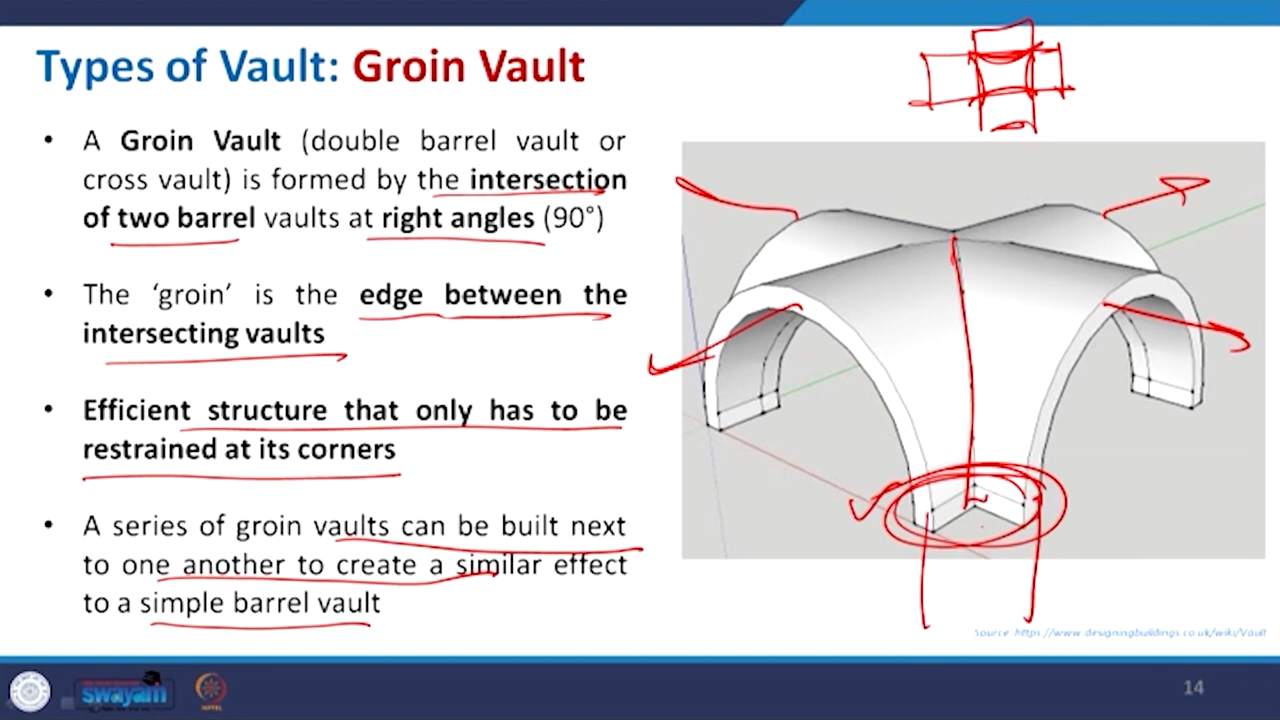 Types of Vault: Groin Vault
• A Groin Vault (double barrel vault or
cross vault) is formed by the intersection
of two barrel vaults at right angles (90°)
• The ‘groin’ is the edge between the
intersecting vaults
• Efficient structure that only has to be
restrained at its corners
• A series of groin vaults can be built next
to one another to create a similar effect
to a simple barrel vault
Source https://www.designingbuildings.co.uk/wiki/Vault
swayam
NPTEL
14